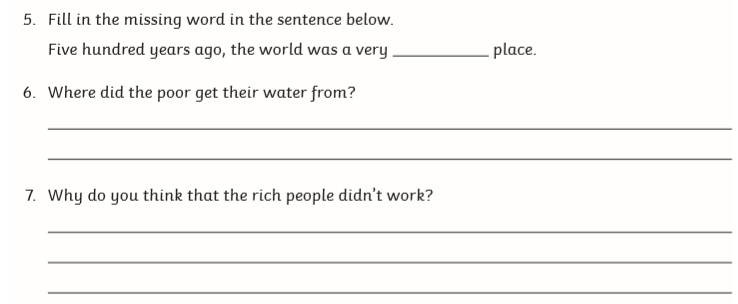 5. Fill in the missing word in the sentence below.
Five hundred years ago, the world was a very ____________ place.
6. Where did the poor get their water from?
7. Why do you think that the rich people didn't work?